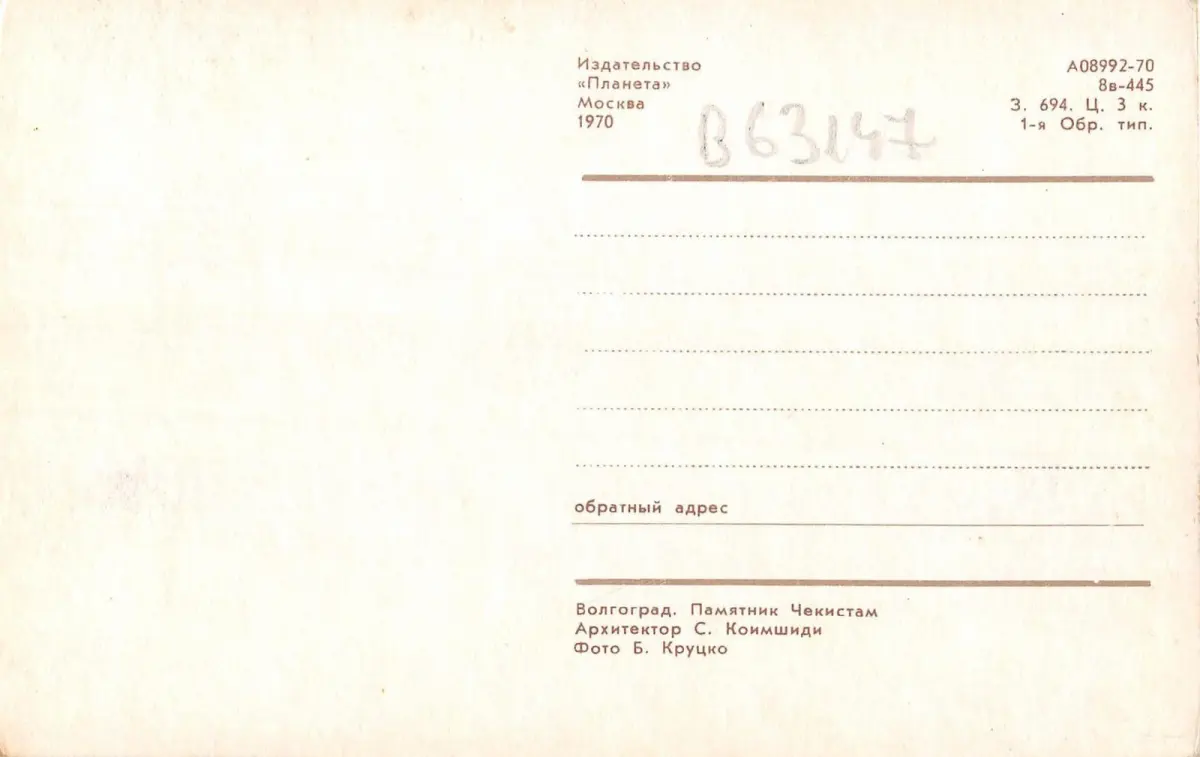 Издательство
«Планета»
Москва
1970
А08992-70
8в-445
З. 694. Ц. 3 к.
1-я Обр. тип.
В63147
обратный адрес
Волгоград. Памятник Чекистам
Архитектор С. Коимшиди
Фото Б. Круцко